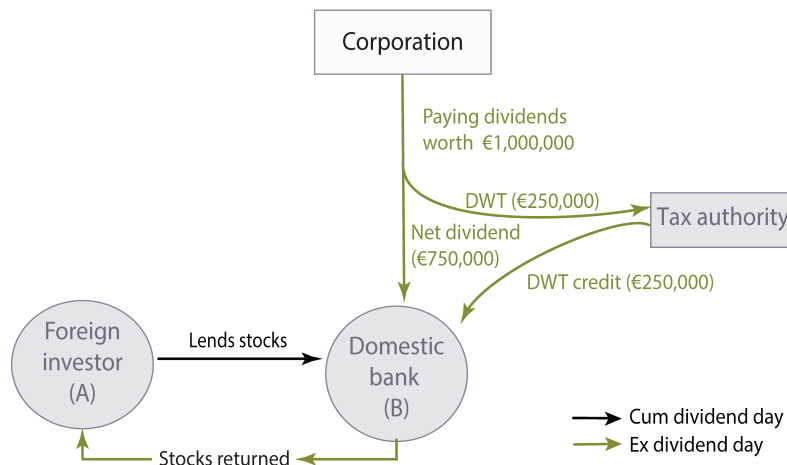 Corporation
Paying dividends
worth €1,000,000
DWT (€250,000)
Tax authority
Net dividend
(€750,000)
DWT credit (€250,000)
Foreign
investor
(A)
Lends stocks
Domestic
bank
(B)
Cum dividend day
Ex dividend day
Stocks returned